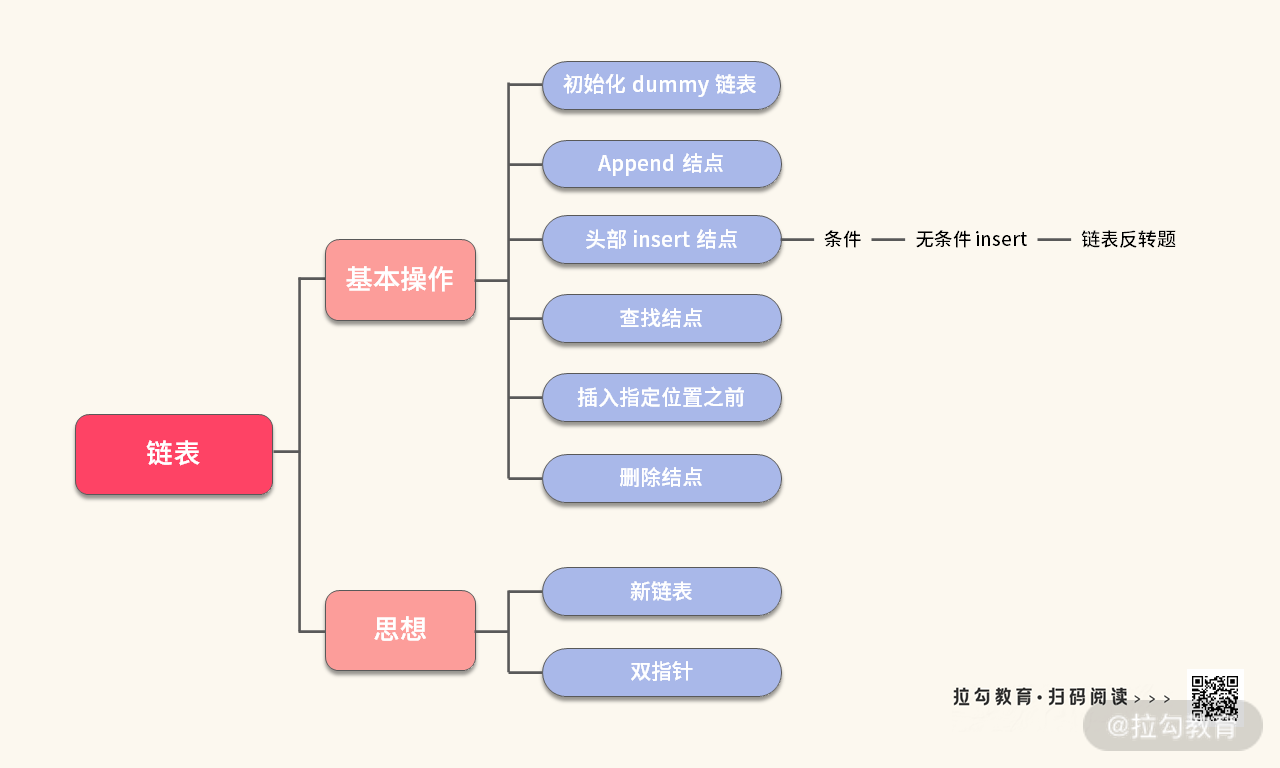 初始化 dummy 链表
Append 结点
头部 insert 结点
条件
无条件 insert
链表反转题
基本操作
查找结点
插入指定位置之前
链表
删除结点
新链表
思想
双指针
拉勾教育·扫码阅读>>>
@拉勾教育